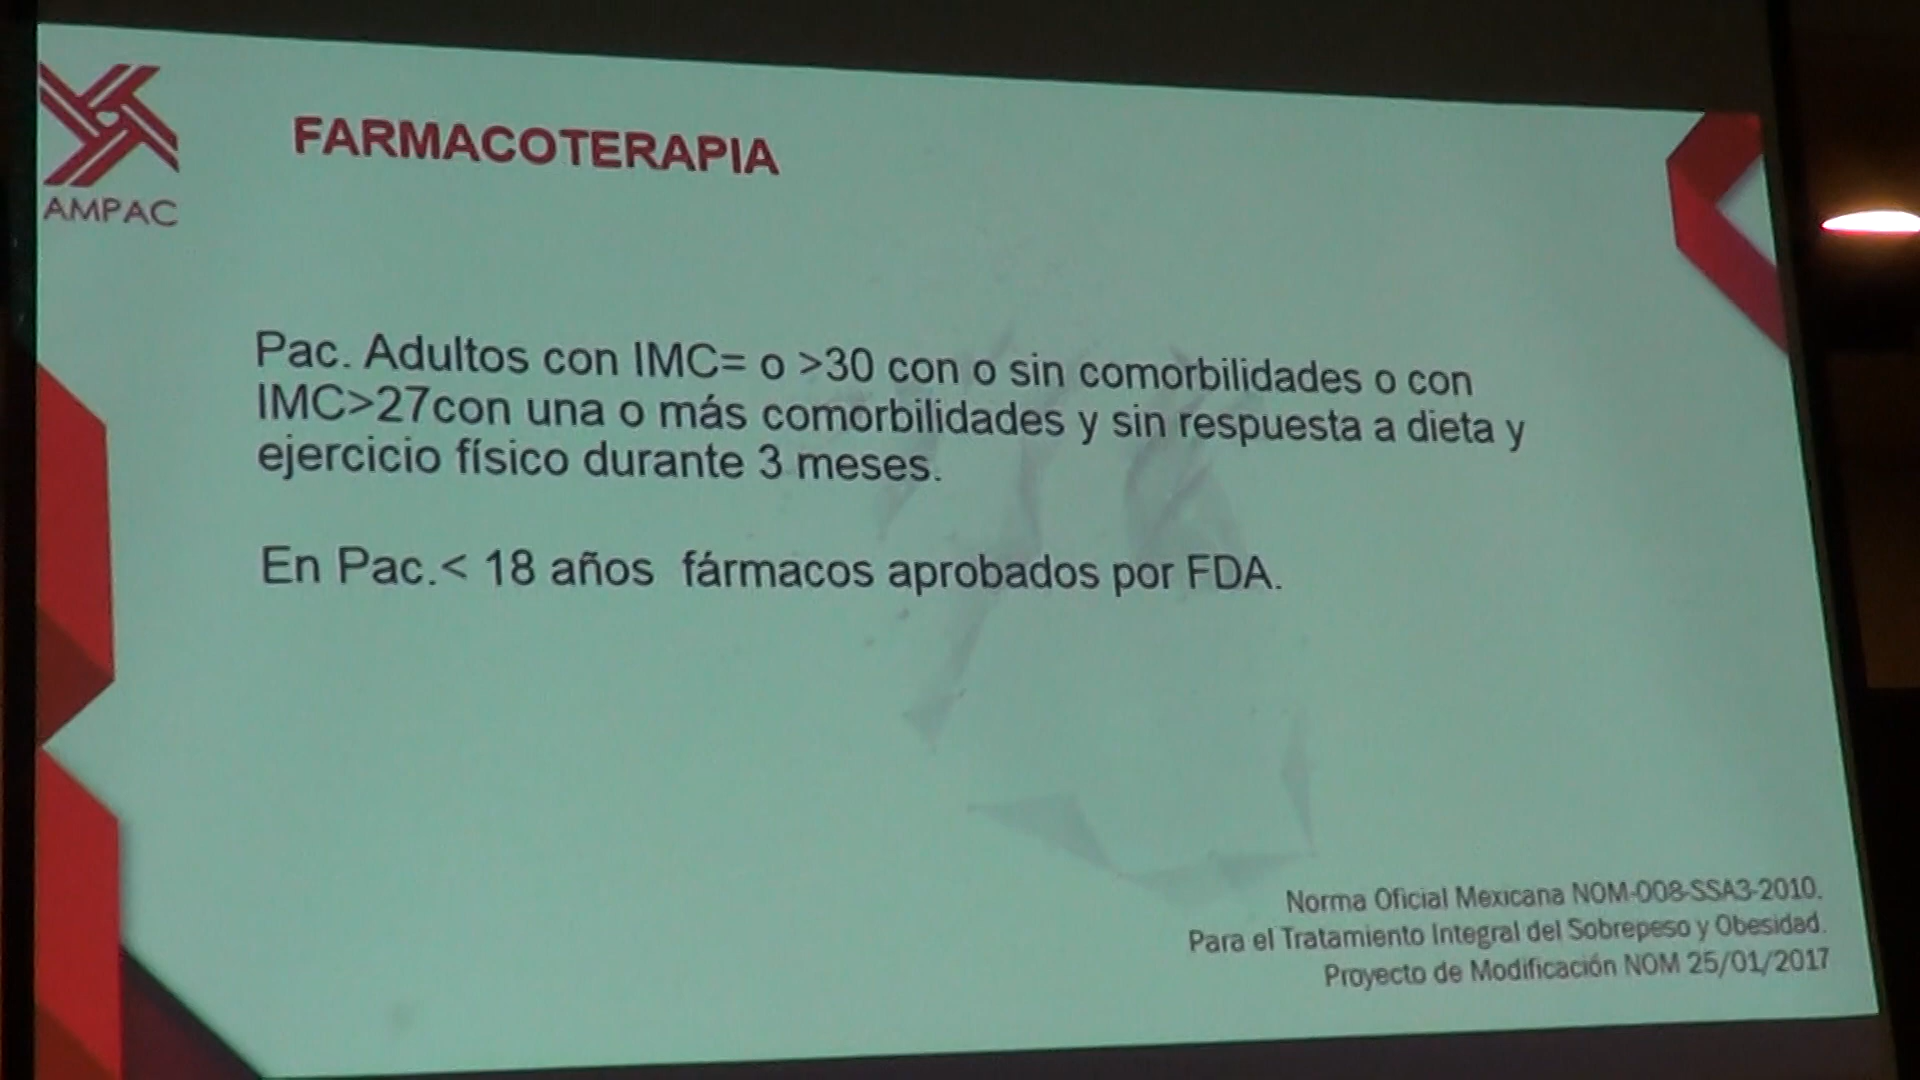 AMPAC
FARMACOTERAPIA
Pac. Adultos con IMC= o >30 con o sin comorbilidades o con
IMC>27con una o más comorbilidades y sin respuesta a dieta y
ejercicio físico durante 3 meses.
En Pac.< 18 años  fármacos aprobados por FDA.
Norma Oficial Mexicana NOM-008-SSA3-2010.
Para el Tratamiento Integral del Sobrepeso y Obesidad.
Proyecto de Modificación NOM 25/01/2017